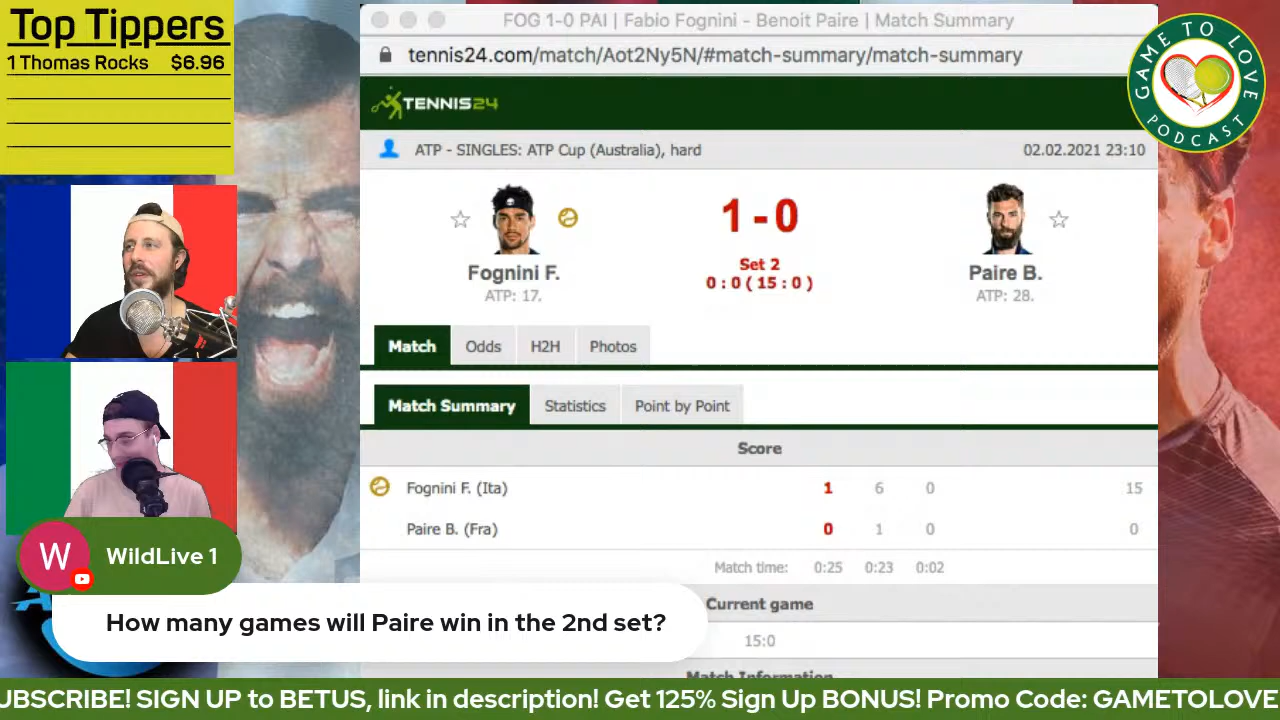 Top Tippers
1 Thomas Rocks $6.96
FOG 1-0 PAI | Fabio Fognini - Benoit Paire | Match Summary
tennis24.com/match/Aot2Ny5N/#match-summary/match-summary
TENNIS24
GAME TO LOVE PODCAST
ATP - SINGLES: ATP Cup (Australia), hard 02.02.2021 23:10
1 - 0
Fognini F. Set 2 Paire B.
ATP: 17. 0 : 0 ( 15 : 0 ) ATP: 28.
Match Odds H2H Photos
Match Summary Statistics Point by Point
Score
Fognini F. (Ita) 1 6 0 15
Paire B. (Fra) 0 1 0 0
Match time: 0:25 0:23 0:02
Current game
15:0
Match Information
W WildLive 1
How many games will Paire win in the 2nd set?
UBSCRIBE! SIGN UP to BETUS, link in description! Get 125% Sign Up BONUS! Promo Code: GAMETOLOVE